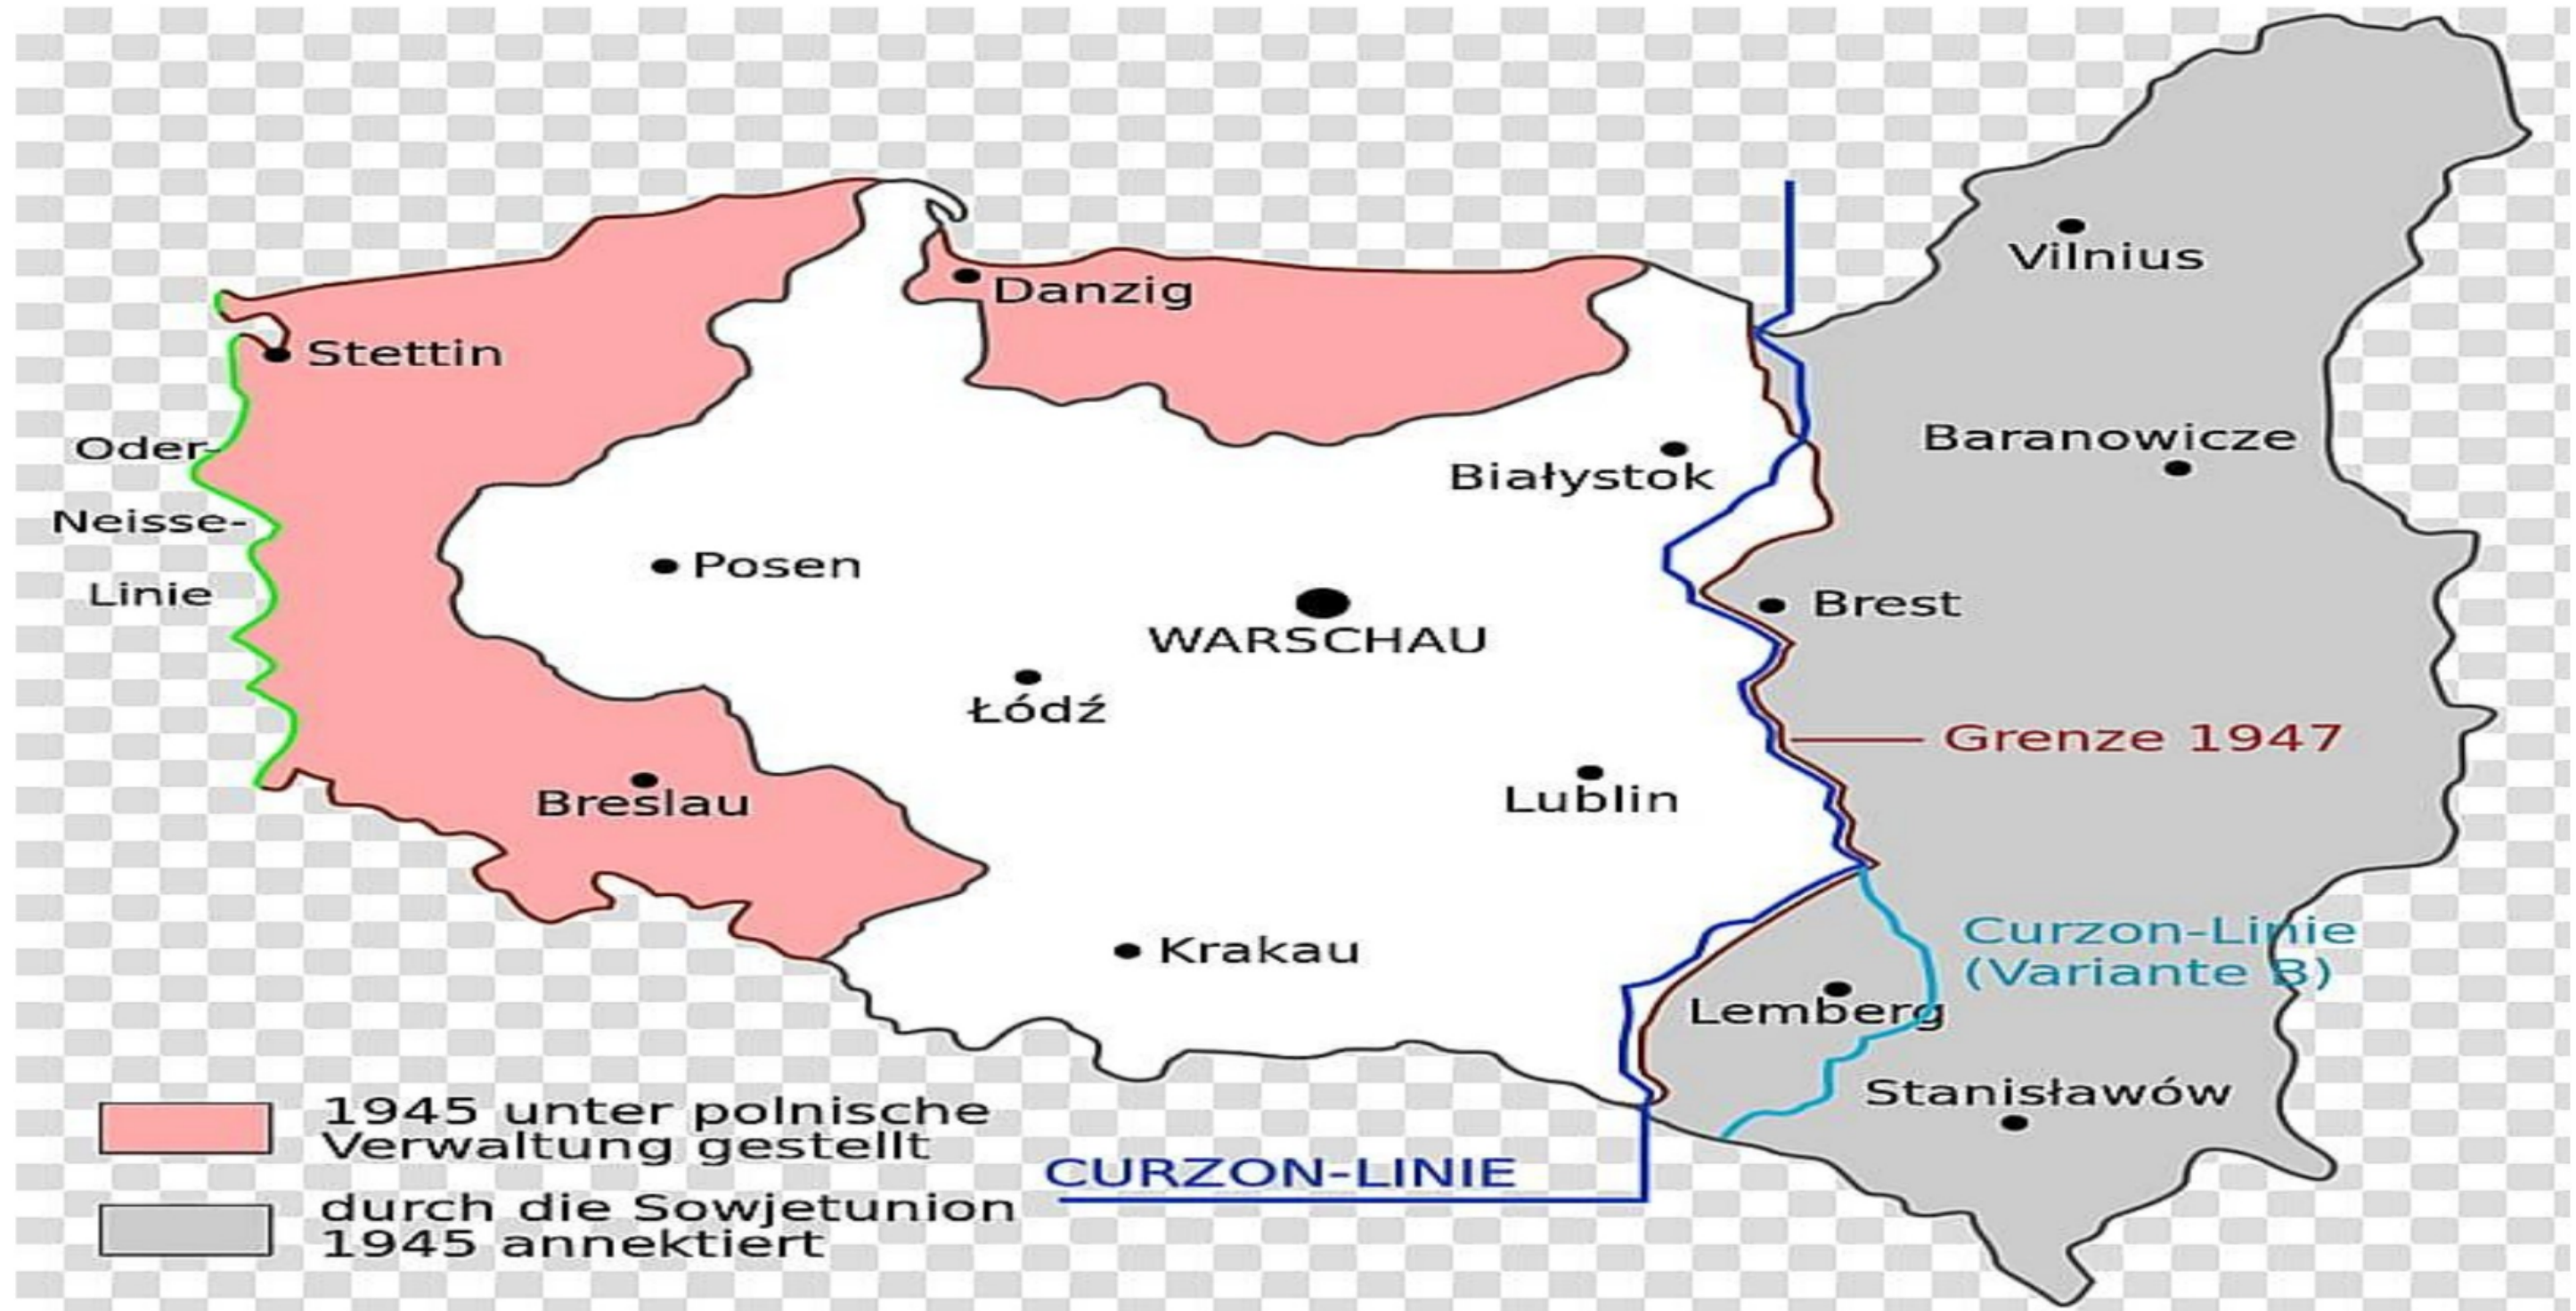 Vilnius
Danzig
Stettin
Oder-
Neisse-
Linie
Baranowicze
Białystok
Posen
Brest
WARSCHAU
Łódź
Grenze 1947
Breslau
Lublin
Krakau
Curzon-Linie
(Variante B)
Lemberg
Stanisławów
1945 unter polnische
Verwaltung gestellt
CURZON-LINIE
durch die Sowjetunion
1945 annektiert